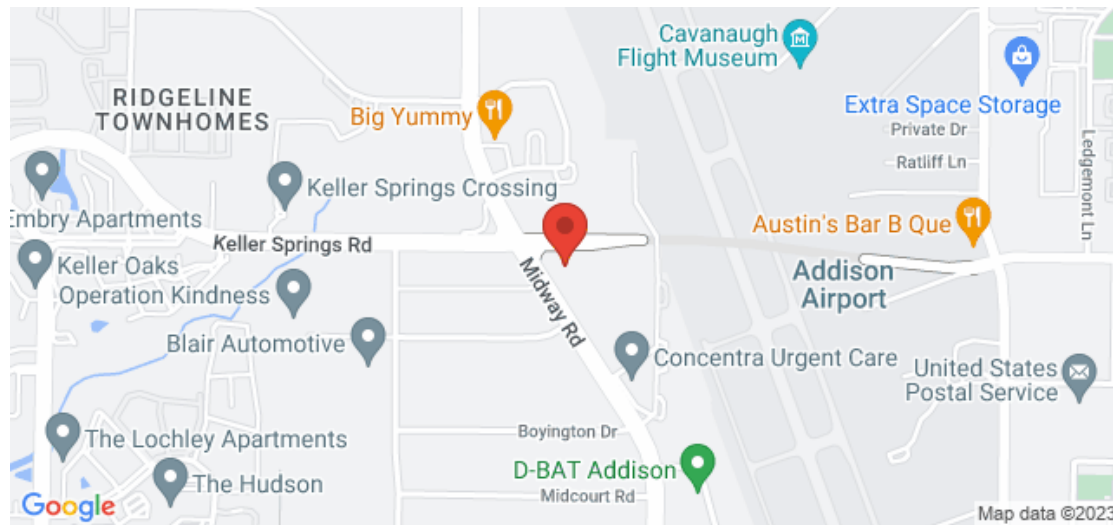 Cavanaugh
Flight Museum
RIDGELINE
TOWNHOMES
Big Yummy
Extra Space Storage
Private Dr
Ratliff Ln
Ledgemont Ln
Keller Springs Crossing
Embry Apartments
Austin's Bar B Que
Keller Springs Rd
Keller Oaks
Operation Kindness
Midway Rd
Addison
Airport
Blair Automotive
Concentra Urgent Care
United States
Postal Service
The Lochley Apartments
Boyington Dr
D-BAT Addison
The Hudson
Midcourt Rd
Google
Map data ©2023